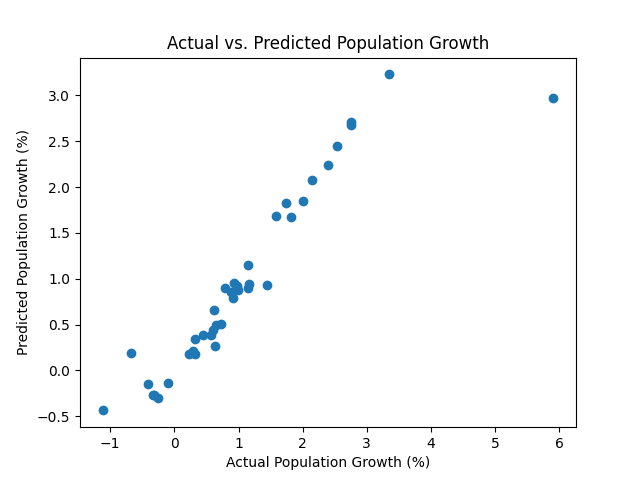 Actual vs. Predicted Population Growth
3.0
2.5
2.0
1.5
1.0
0.5
0.0
−0.5
Predicted Population Growth (%)
−1 0 1 2 3 4 5 6
Actual Population Growth (%)